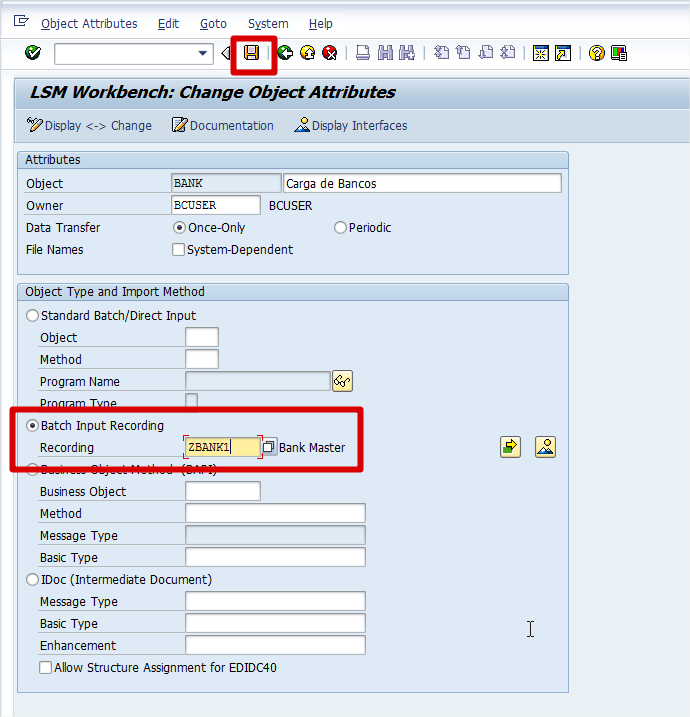 Object Attributes Edit Goto System Help
LSM Workbench: Change Object Attributes
Display <-> Change Documentation Display Interfaces
Attributes
Object BANK Carga de Bancos
Owner BCUSER BCUSER
Data Transfer Once-Only Periodic
File Names System-Dependent
Object Type and Import Method
Standard Batch/Direct Input
Object
Method
Program Name
Program Type
Batch Input Recording
Recording ZBANK1 Bank Master
Business Object Method (BAPI)
Business Object
Method
Message Type
Basic Type
IDoc (Intermediate Document)
Message Type
Basic Type
Enhancement
Allow Structure Assignment for EDIDC40